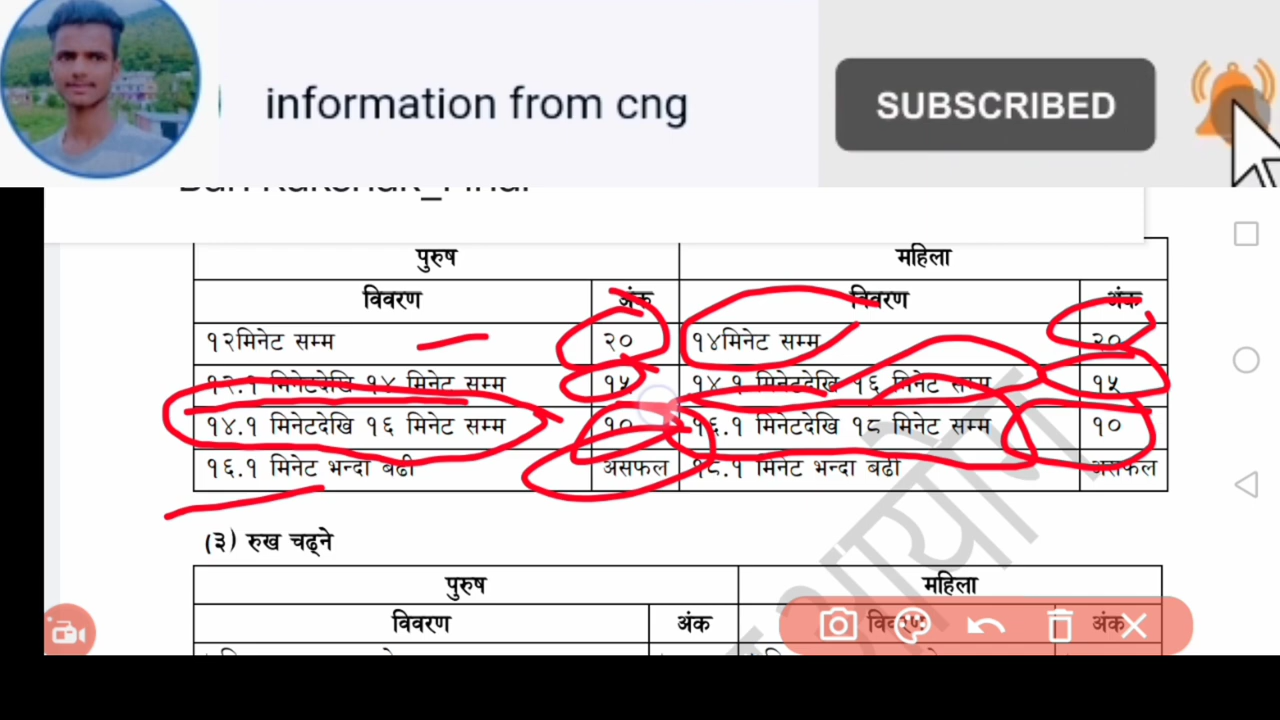 information from cng
SUBSCRIBED
पुरुष महिला
विवरण अंक विवरण अंक
१२मिनेट सम्म २० १४मिनेट सम्म २०
१२.१ मिनेटदेखि १४ मिनेट सम्म १५ १४.१ मिनेटदेखि १६ मिनेट सम्म १५
१४.१ मिनेटदेखि १६ मिनेट सम्म १० १६.१ मिनेटदेखि १८ मिनेट सम्म १०
१६.१ मिनेट भन्दा बढी असफल १८.१ मिनेट भन्दा बढी असफल
(३) रुख चढ्ने
पुरुष महिला
विवरण अंक अंक